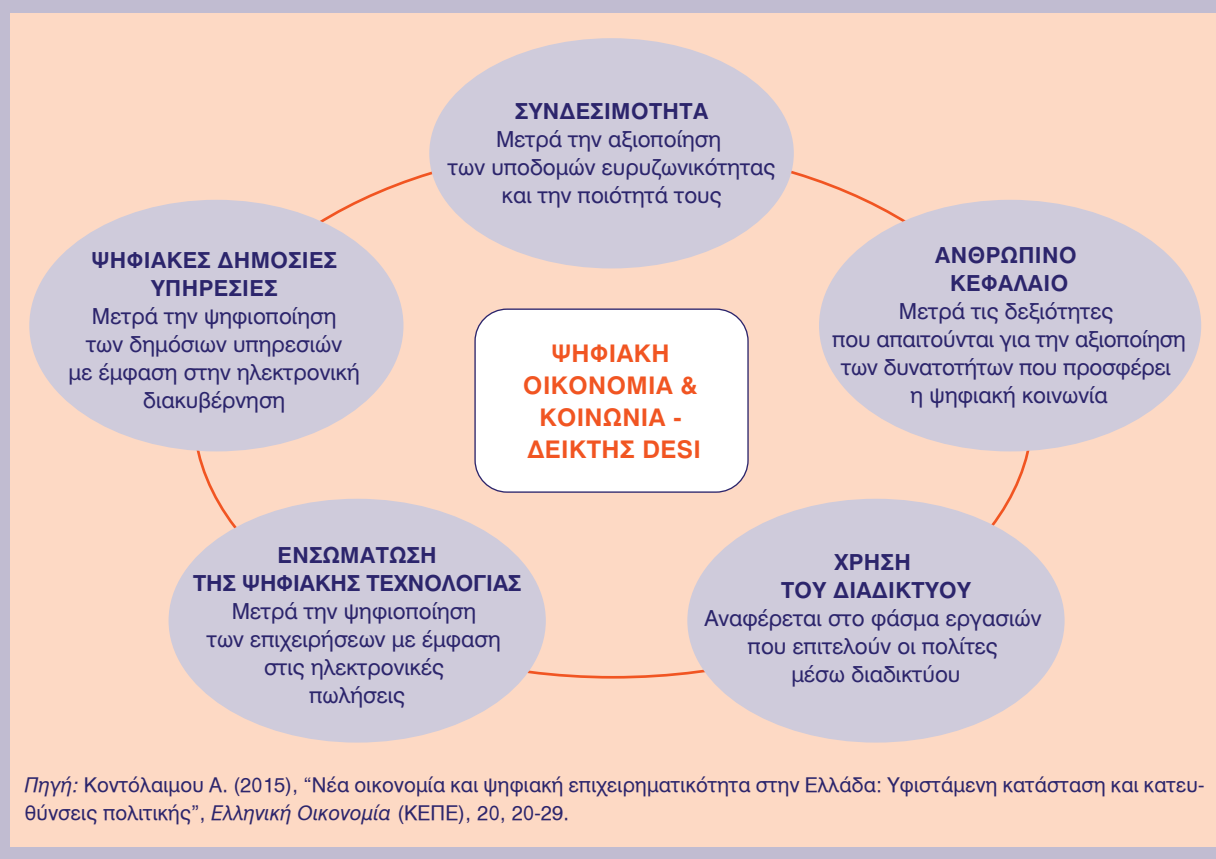 ΣΥΝΔΕΣΙΜΟΤΗΤΑ
Μετρά την αξιοποίηση
των υποδομών ευρυζωνικότητας
και την ποιότητά τους
ΨΗΦΙΑΚΕΣ ΔΗΜΟΣΙΕΣ
ΥΠΗΡΕΣΙΕΣ
Μετρά την ψηφιοποίηση
των δημόσιων υπηρεσιών
με έμφαση στην ηλεκτρονική
διακυβέρνηση
ΑΝΘΡΩΠΙΝΟ
ΚΕΦΑΛΑΙΟ
Μετρά τις δεξιότητες
που απαιτούνται για την αξιοποίηση
των δυνατοτήτων που προσφέρει
η ψηφιακή κοινωνία
ΨΗΦΙΑΚΗ
ΟΙΚΟΝΟΜΙΑ &
ΚΟΙΝΩΝΙΑ -
ΔΕΙΚΤΗΣ DESI
ΕΝΣΩΜΑΤΩΣΗ
ΤΗΣ ΨΗΦΙΑΚΗΣ ΤΕΧΝΟΛΟΓΙΑΣ
Μετρά την ψηφιοποίηση
των επιχειρήσεων με έμφαση
στις ηλεκτρονικές
πωλήσεις
ΧΡΗΣΗ
ΤΟΥ ΔΙΑΔΙΚΤΥΟΥ
Αναφέρεται στο φάσμα εργασιών
που επιτελούν οι πολίτες
μέσω διαδικτύου
Πηγή: Κοντόλαιμου Α. (2015), “Νέα οικονομία και ψηφιακή επιχειρηματικότητα στην Ελλάδα: Υφιστάμενη κατάσταση και κατευ-
θύνσεις πολιτικής”, Ελληνική Οικονομία (ΚΕΠΕ), 20, 20-29.